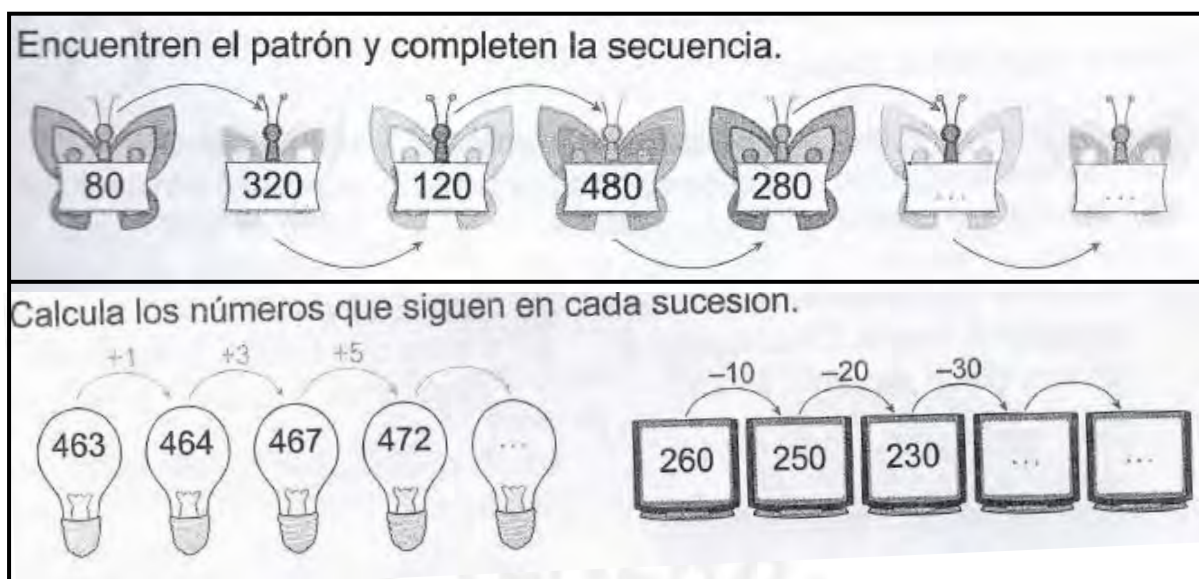 Encuentren el patrón y completen la secuencia.
80 320 120 480 280 ... ...
Calcula los números que siguen en cada sucesión.
+1 +3 +5
463 464 467 472 ...
−10 −20 −30
260 250 230 ... ...